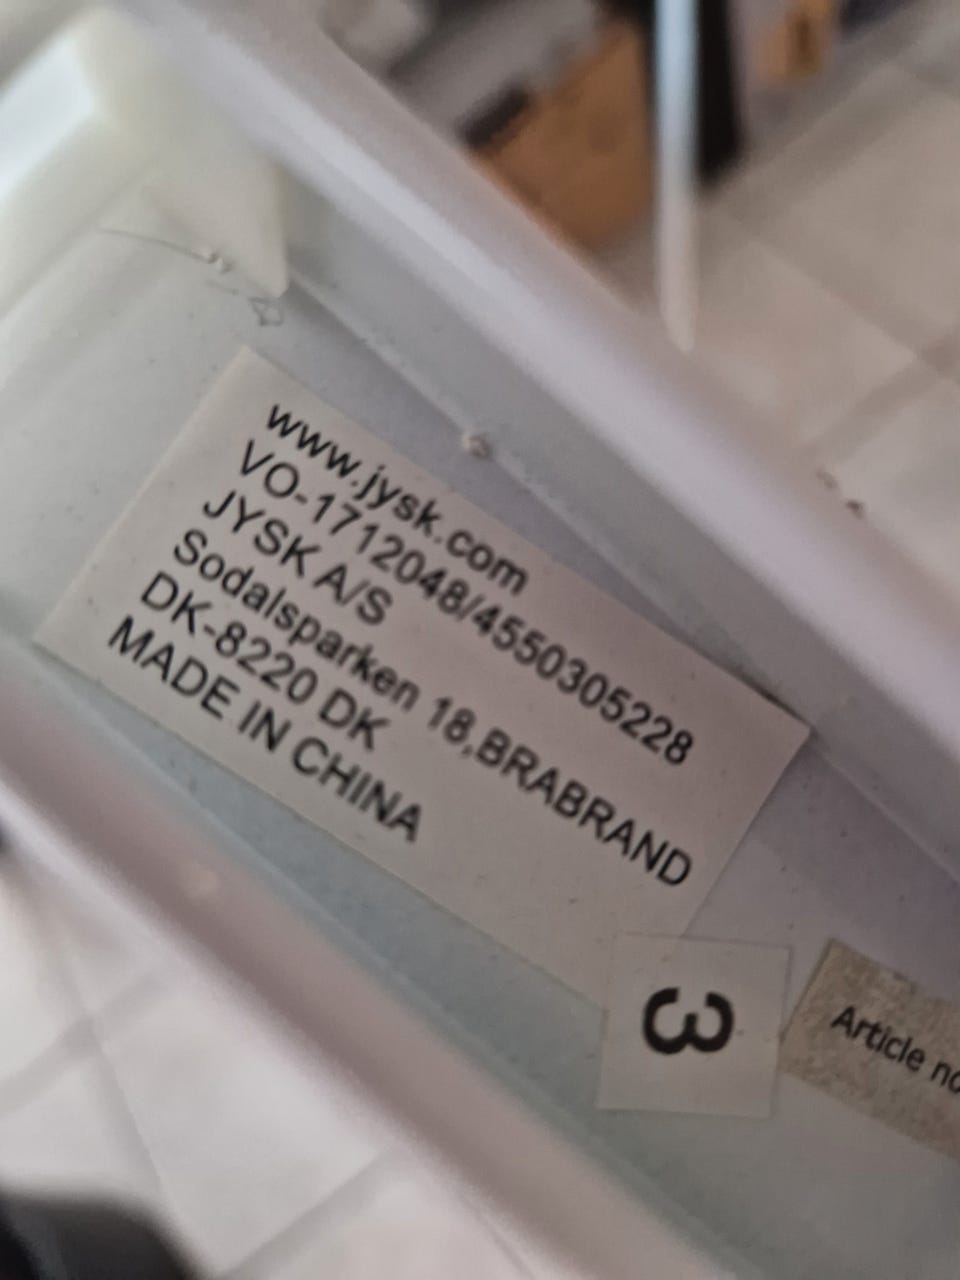 www.jysk.com
VO-1712048/4550305228
JYSK A/S
Sodalsparken 18,BRABRAND
DK-8220 DK
MADE IN CHINA
3
Article no